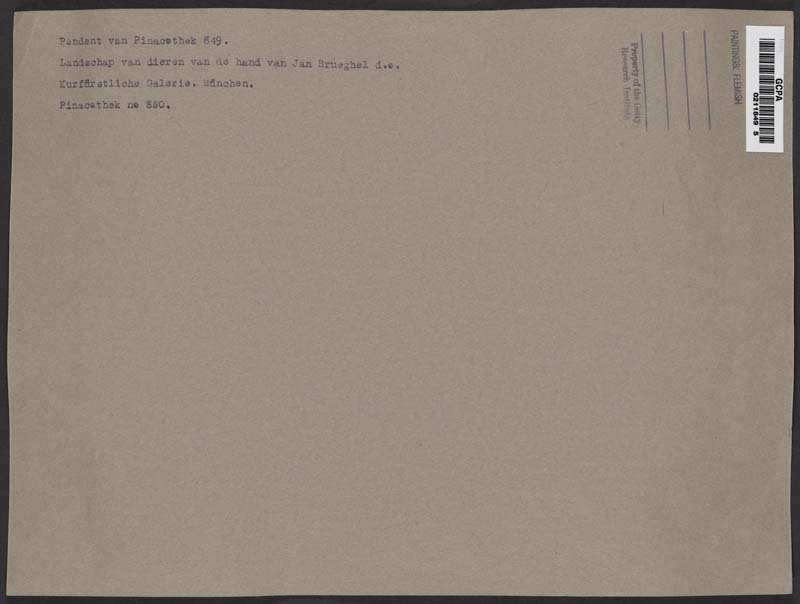 Pendant van Pinacothek 849.
Landschap van dieren van de hand van Jan Brueghel d.e.
Kurfürstliche Galerie. München.
Pinacothek no 850.
Property of the Getty
Research Institute
PAINTINGS: FLEMISH
GCPA
0211849 5